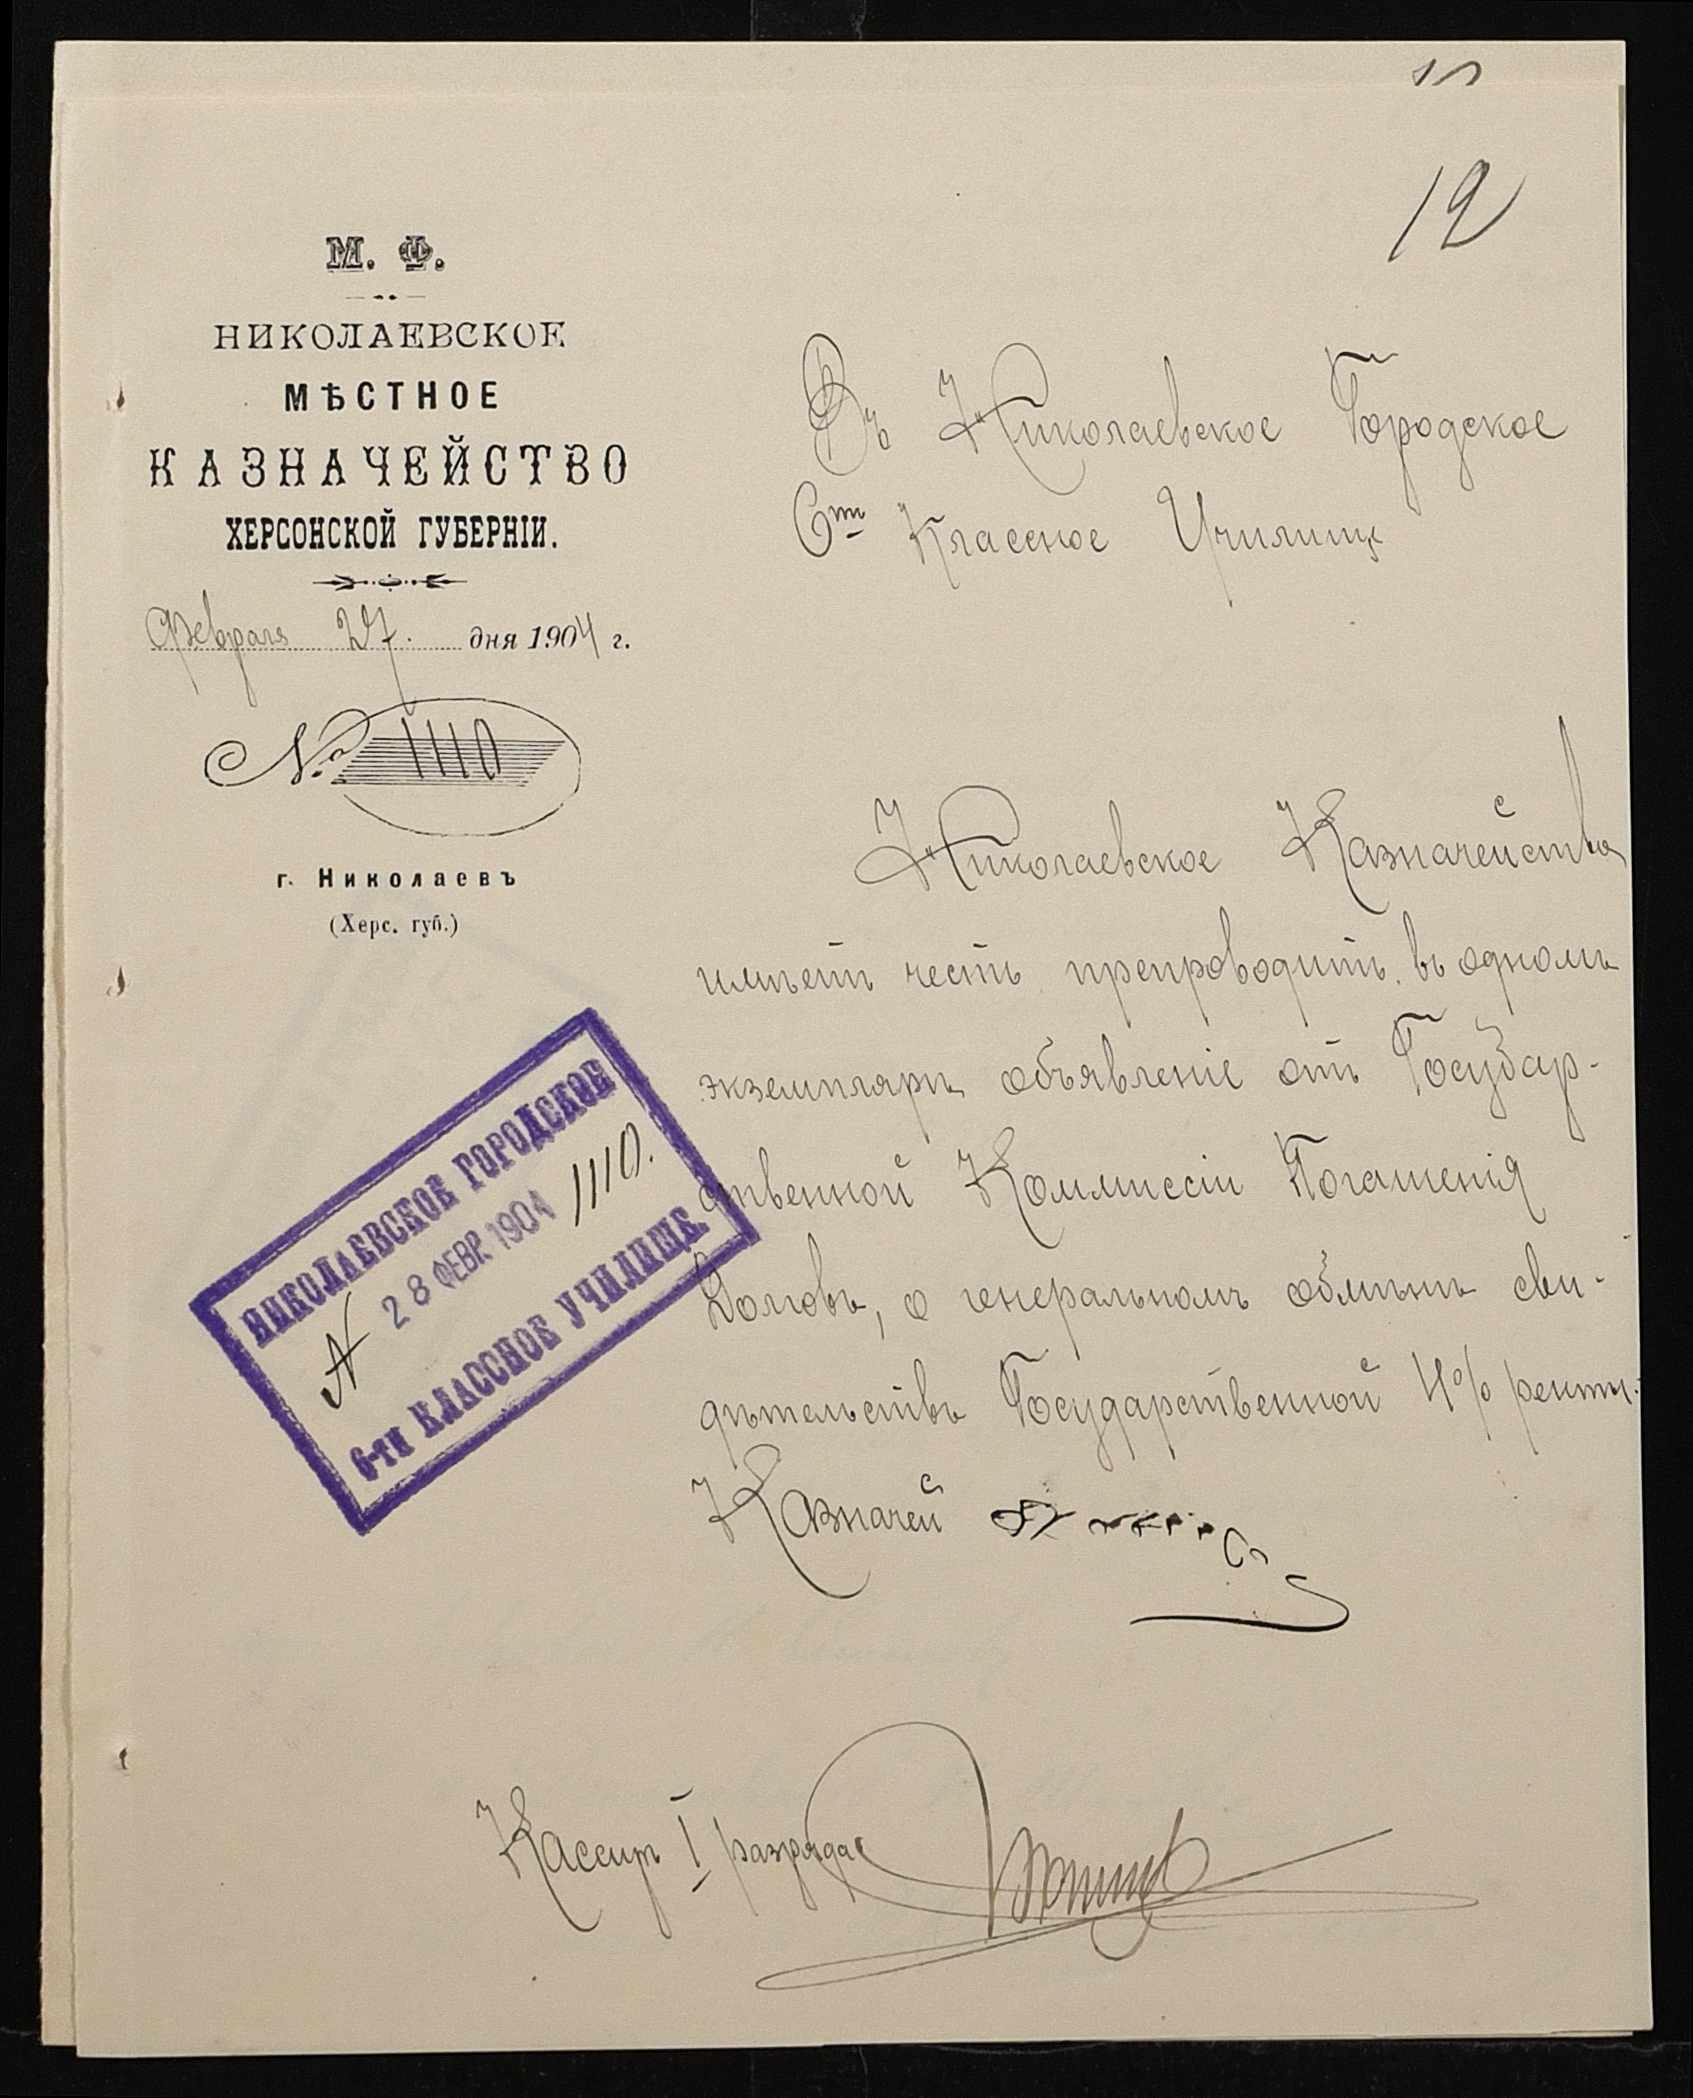 12
М. Ф.
НИКОЛАЕВСКОЕ
МѢСТНОЕ
КАЗНАЧЕЙСТВО
ХЕРСОНСКОЙ ГУБЕРНІИ.
Февраля 27. дня 1904 г.
№ 1110
г. Николаевъ
(Херс. губ.)
Въ Николаевское Городское
6ти Классное Училище
Николаевское Казначейство
имѣетъ честь препроводить въ одномъ
экземплярѣ объявленіе отъ Государ-
ственной Коммиссіи Погашенія
Долговъ, о генеральномъ обмѣнѣ сви-
дѣтельствъ Государственной 4% ренты.
Казначей
Кассиръ I разряда
НИКОЛАЕВСКОЕ ГОРОДСКОЕ
N 28 ФЕВР. 1904 1110.
6-ТИ КЛАССНОЕ УЧИЛИЩЕ.